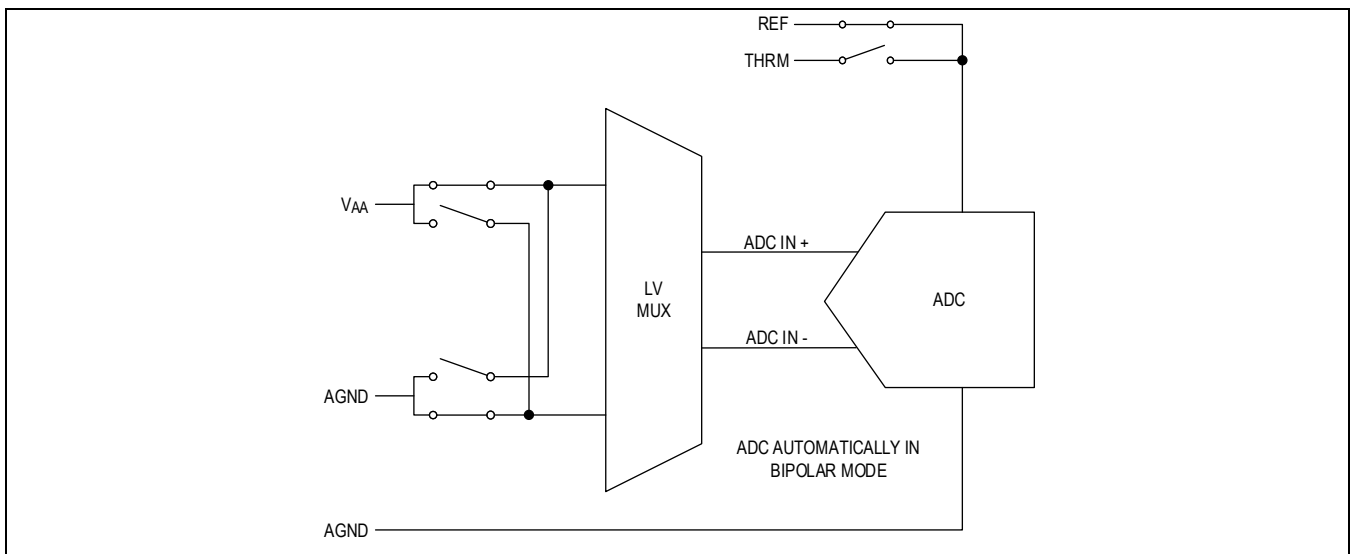 REF
THRM
VAA
LV
MUX
ADC IN +
ADC
ADC IN -
AGND
ADC AUTOMATICALLY IN
BIPOLAR MODE
AGND